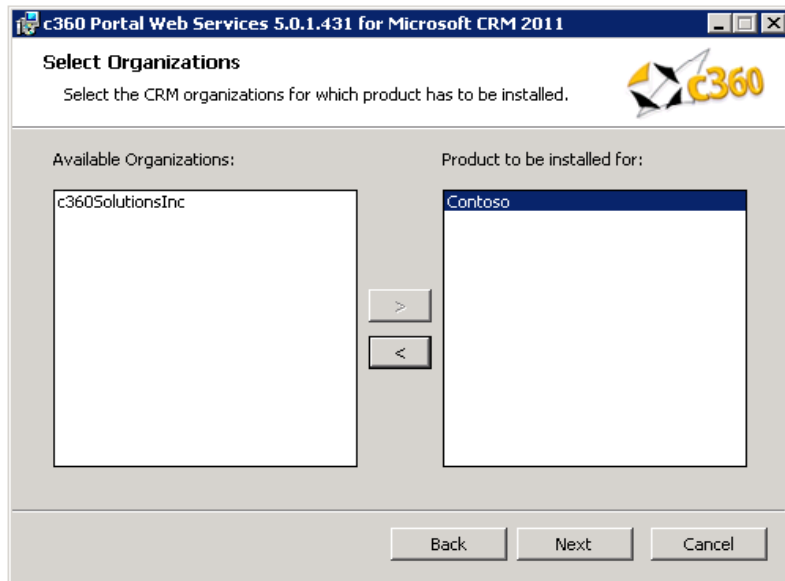 c360 Portal Web Services 5.0.1.431 for Microsoft CRM 2011
Select Organizations
Select the CRM organizations for which product has to be installed.
c360
Available Organizations:
Product to be installed for:
c360SolutionsInc
Contoso
>
<
Back
Next
Cancel